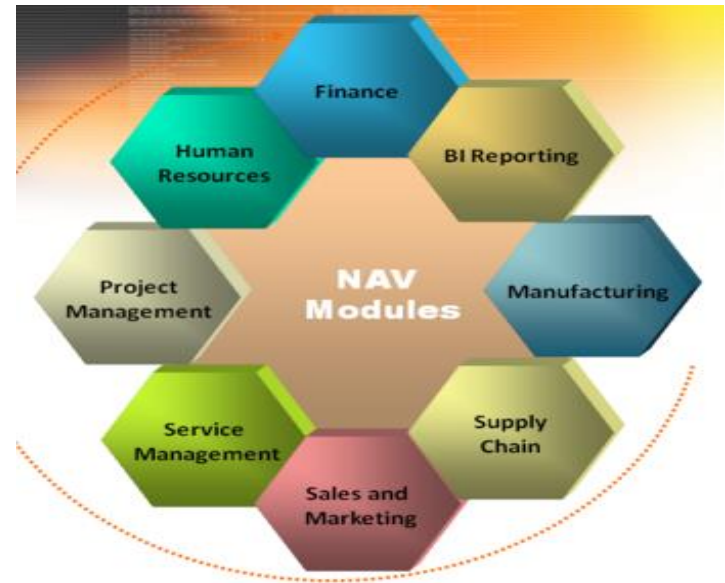 Finance
Human
Resources
BI Reporting
Project
Management
NAV
Modules
Manufacturing
Service
Management
Supply
Chain
Sales and
Marketing